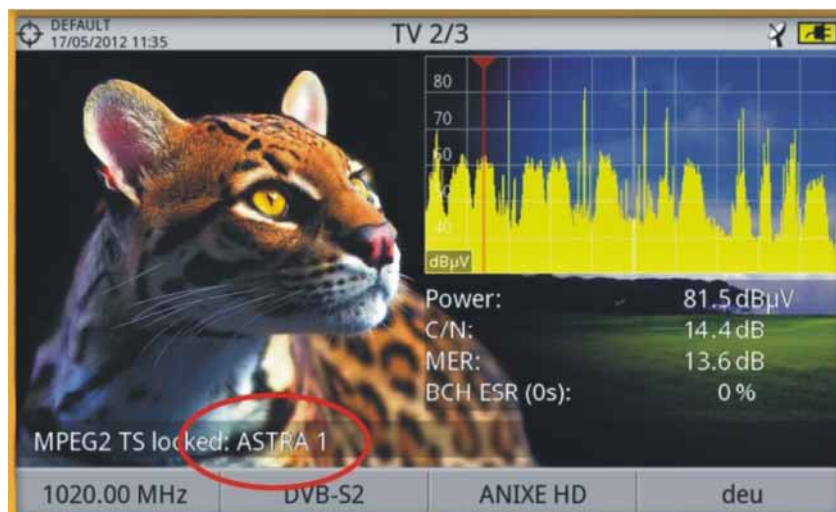 DEFAULT
17/05/2012 11:35
TV 2/3
80
70
60
50
40
dBµV
Power: 81.5 dBµV
C/N: 14.4 dB
MER: 13.6 dB
BCH ESR (0s): 0 %
MPEG2 TS locked: ASTRA 1
1020.00 MHz DVB-S2 ANIXE HD deu